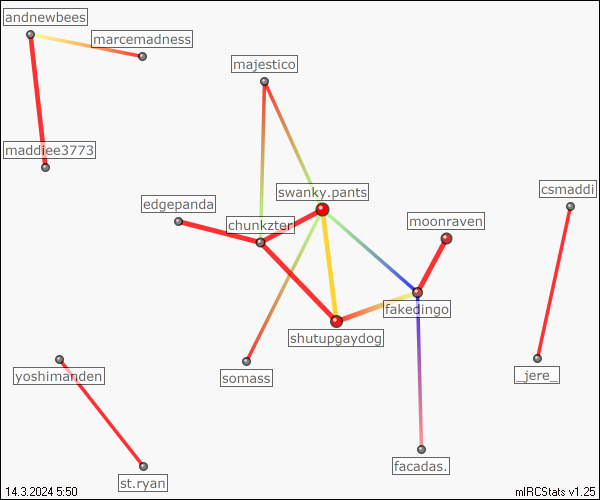 andnewbees
marcemadness
majestico
maddiee3773
swanky.pants
csmaddi
edgepanda
chunkzter
moonraven
fakedingo
shutupgaydog
yoshimanden
somass
_jere_
facadas.
st.ryan
14.3.2024 5:50
mIRCStats v1.25